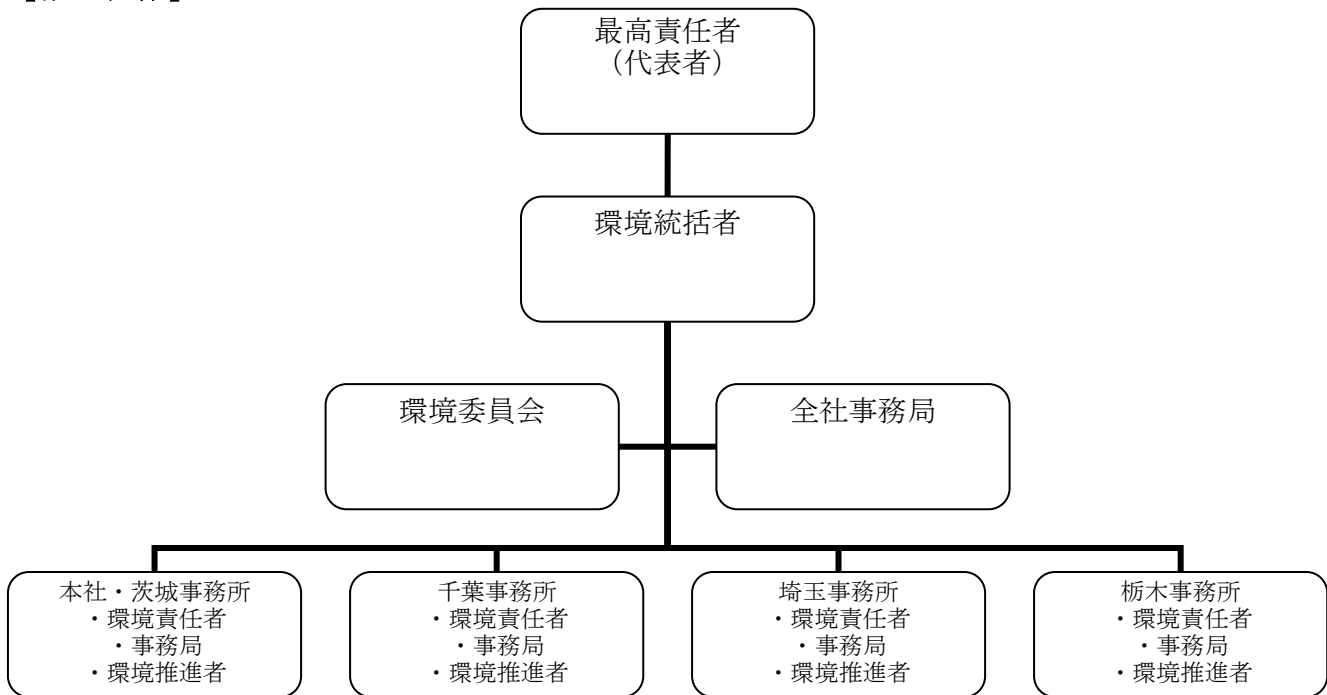 最高責任者
（代表者）
環境統括者
環境委員会
全社事務局
本社・茨城事務所
・環境責任者
・事務局
・環境推進者
千葉事務所
・環境責任者
・事務局
・環境推進者
埼玉事務所
・環境責任者
・事務局
・環境推進者
栃木事務所
・環境責任者
・事務局
・環境推進者